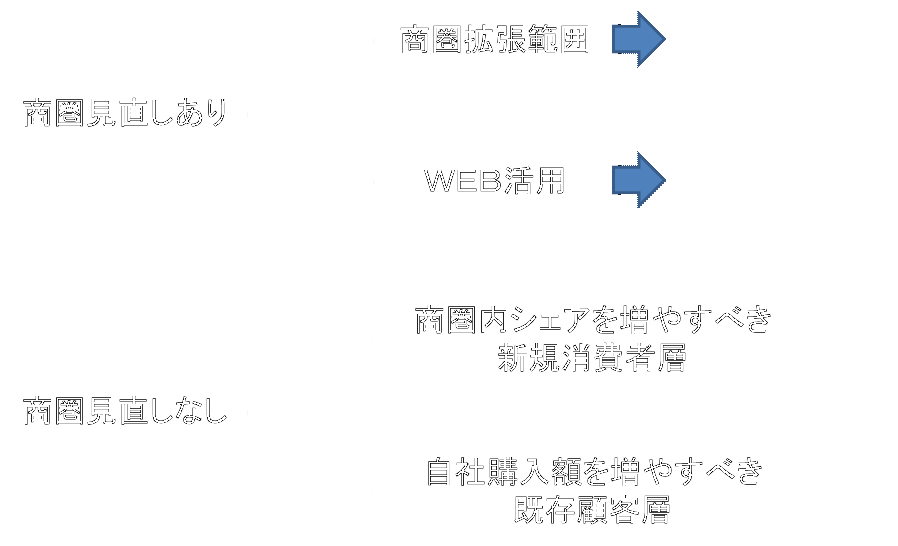 商圏拡張範囲
商圏見直しあり
WEB活用
商圏内シェアを増やすべき
新規消費者層
商圏見直しなし
自社購入額を増やすべき
既存顧客層